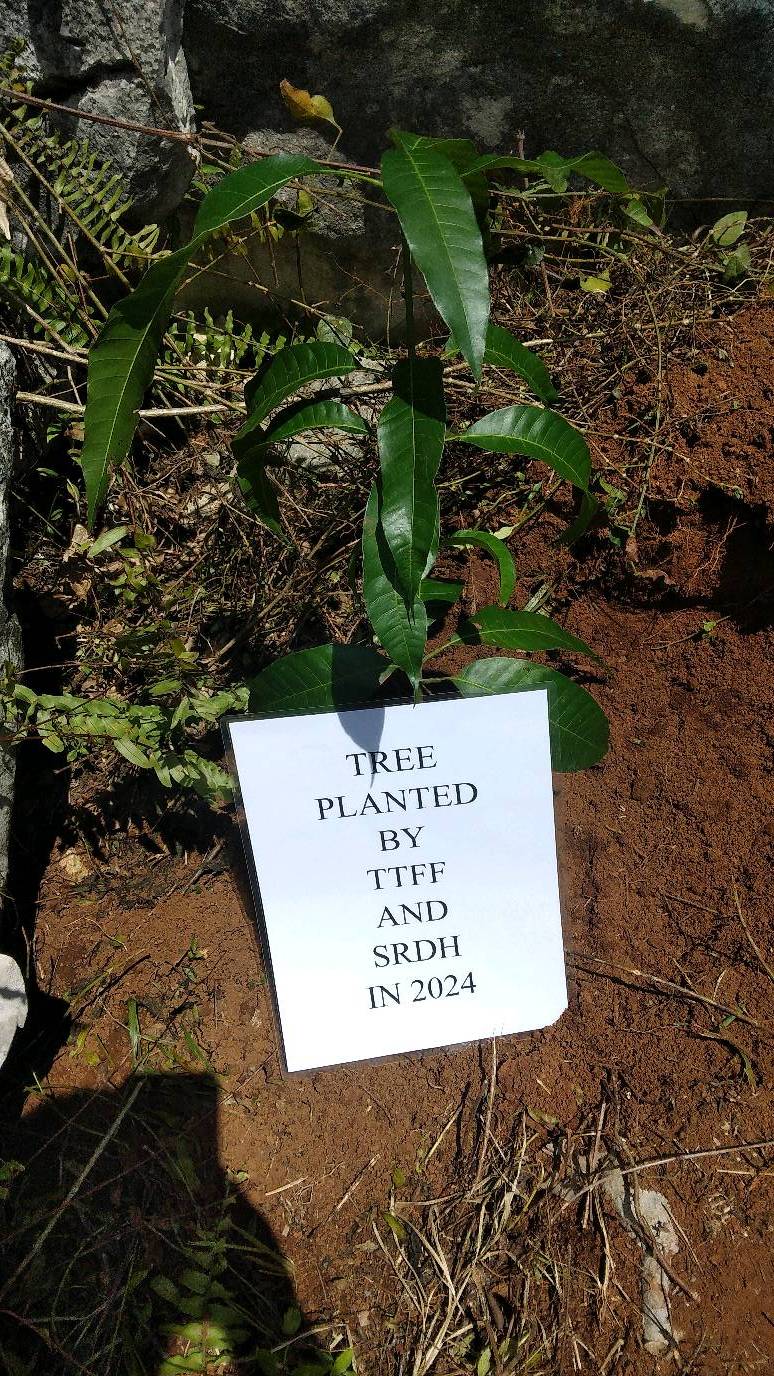 TREE
PLANTED
BY
TTFF
AND
SRDH
IN 2024